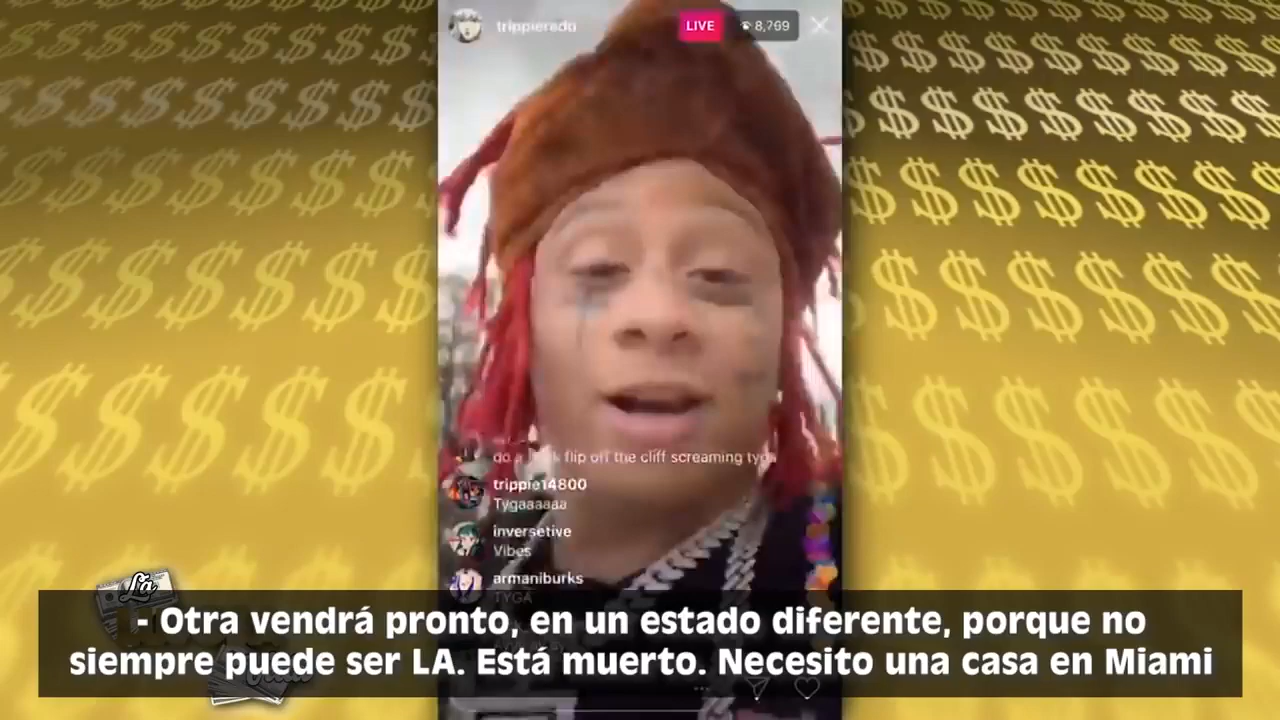 trippieredd
LIVE
8,769
flip off the cliff screaming tyga
trippie14800
Tygaaaaaa
inversetive
Vibes
armaniburks
TYGA
La
- Otra vendrá pronto, en un estado diferente, porque no
siempre puede ser LA. Está muerto. Necesito una casa en Miami